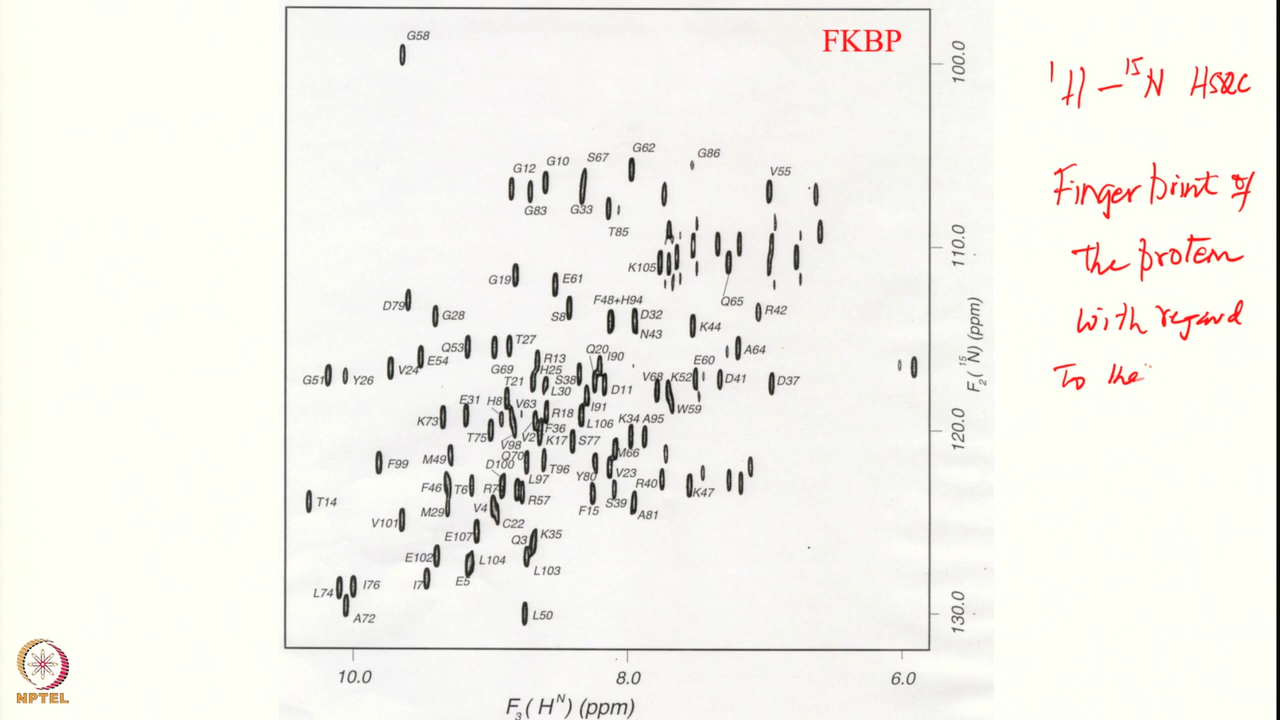 FKBP
G58
100.0
G12
G10
S67
G62
G86
V55
G83
G33
T85
110.0
K105
G19
E61
Q65
D79
G28
S8
F48+H94
D32
N43
K44
R42
Q53
T27
A64
V24
E54
G69
R13
H25
Q20
I90
E60
G51
Y26
T21
S38
L30
D11
V68
K52
D41
D37
K73
E31
V63
R18
I91
L106
K34
A95
W59
120.0
T75
V98
F36
K17
S77
M66
F99
M49
Q70
D100
L97
T96
Y80
V23
R40
K47
T14
F46
T6
R57
S39
V101
M29
V4
C22
F15
A81
E107
Q3
K35
E102
L104
L103
I7
E5
L74
I76
A72
L50
130.0
10.0
8.0
6.0
F3(HN) (ppm)
F2(15N) (ppm)
1H - 15N HSQC
Finger print of
the protein
with regard
to the
NPTEL